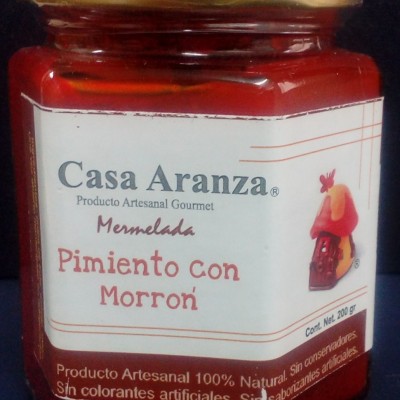 Casa Aranza®
Producto Artesanal Gourmet
Mermelada
Pimiento con
Morrón
®
Cont. Net. 200 gr
Producto Artesanal 100% Natural. Sin conservadores.
Sin colorantes artificiales. Sin saborizantes artificiales.